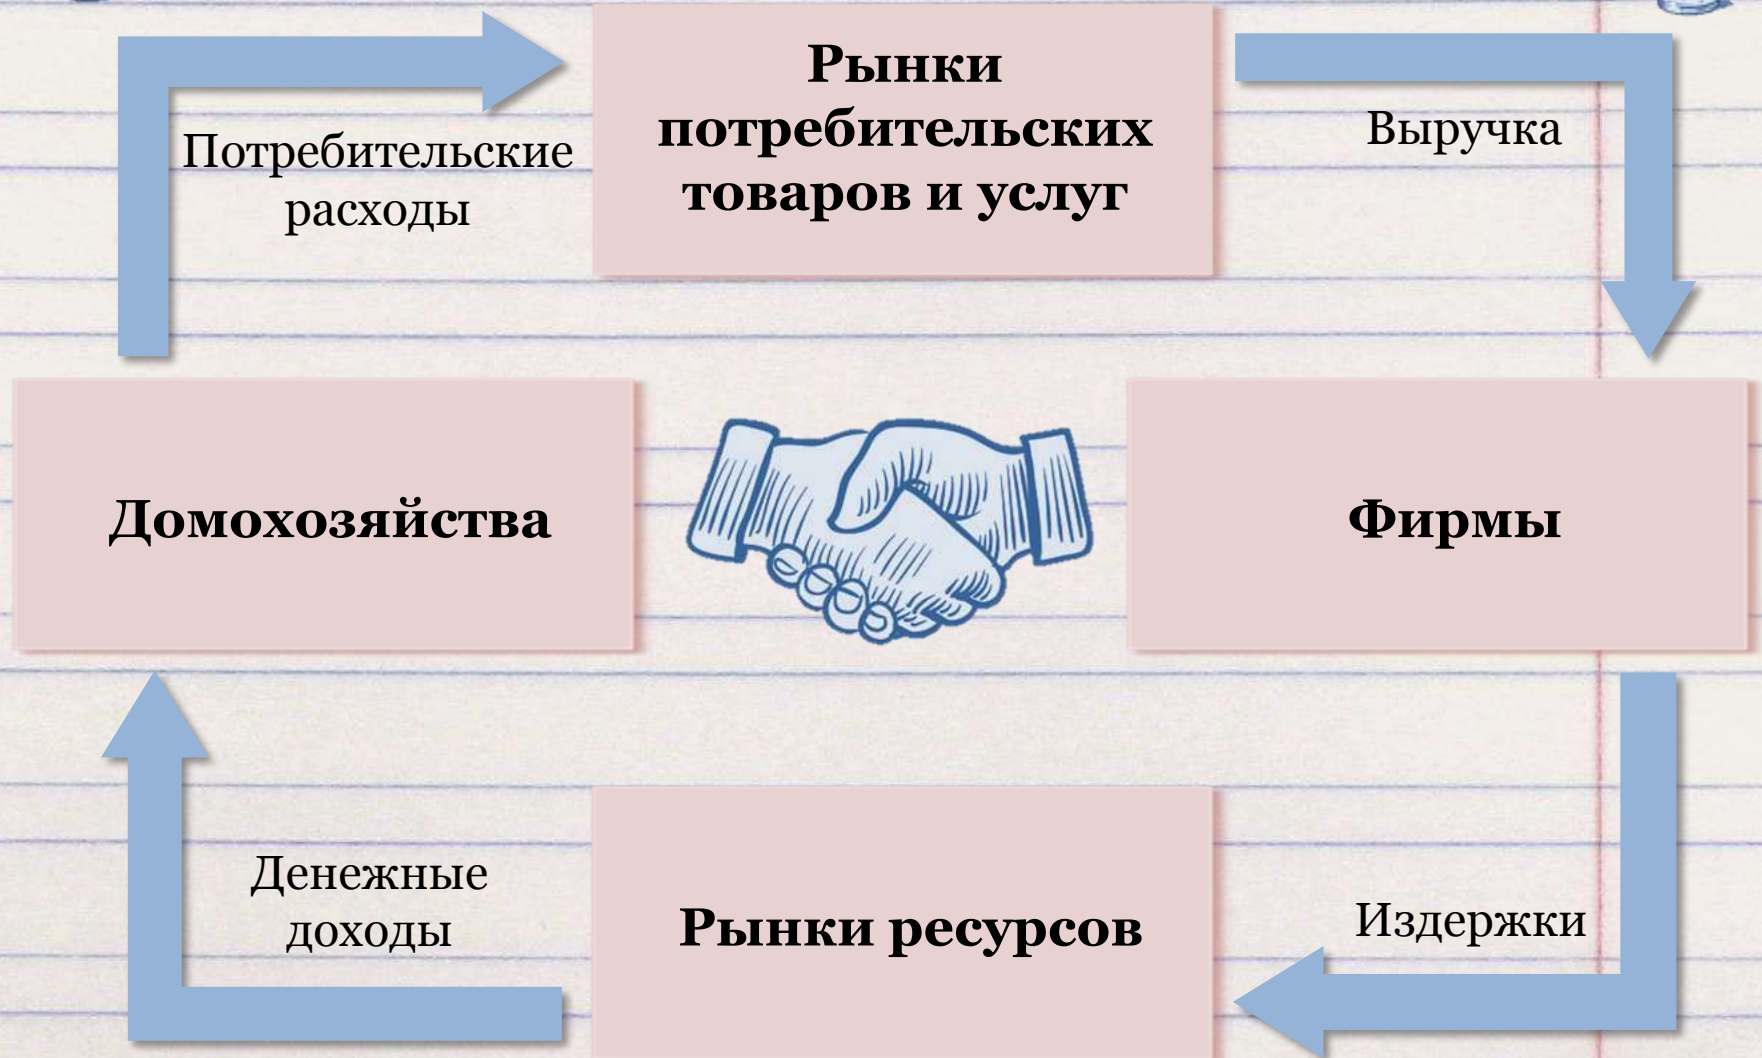 Рынки
потребительских
товаров и услуг
Потребительские
расходы
Выручка
Домохозяйства
Фирмы
Денежные
доходы
Рынки ресурсов
Издержки